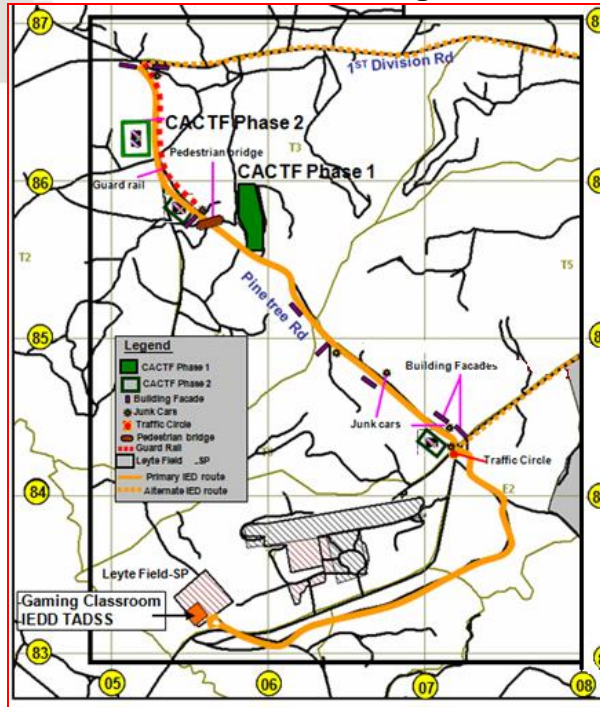 87
1ST Division Rd
CACTF Phase 2
Pedestrian bridge
T3
CACTF Phase 1
86
Guard rail
T2
T5
Pine tree Rd
85
Legend
CACTF Phase 1
CACTF Phase 2
Building Facade
Junk Cars
Traffic Circle
Pedestrian bridge
Guard Rail
Leyte Field _SP
Primary IED route
Alternate IED route
Building Facades
Junk cars
Traffic Circle
84
E2
Leyte Field-SP
Gaming Classroom
IEDD TADSS
83
05
06
07
08